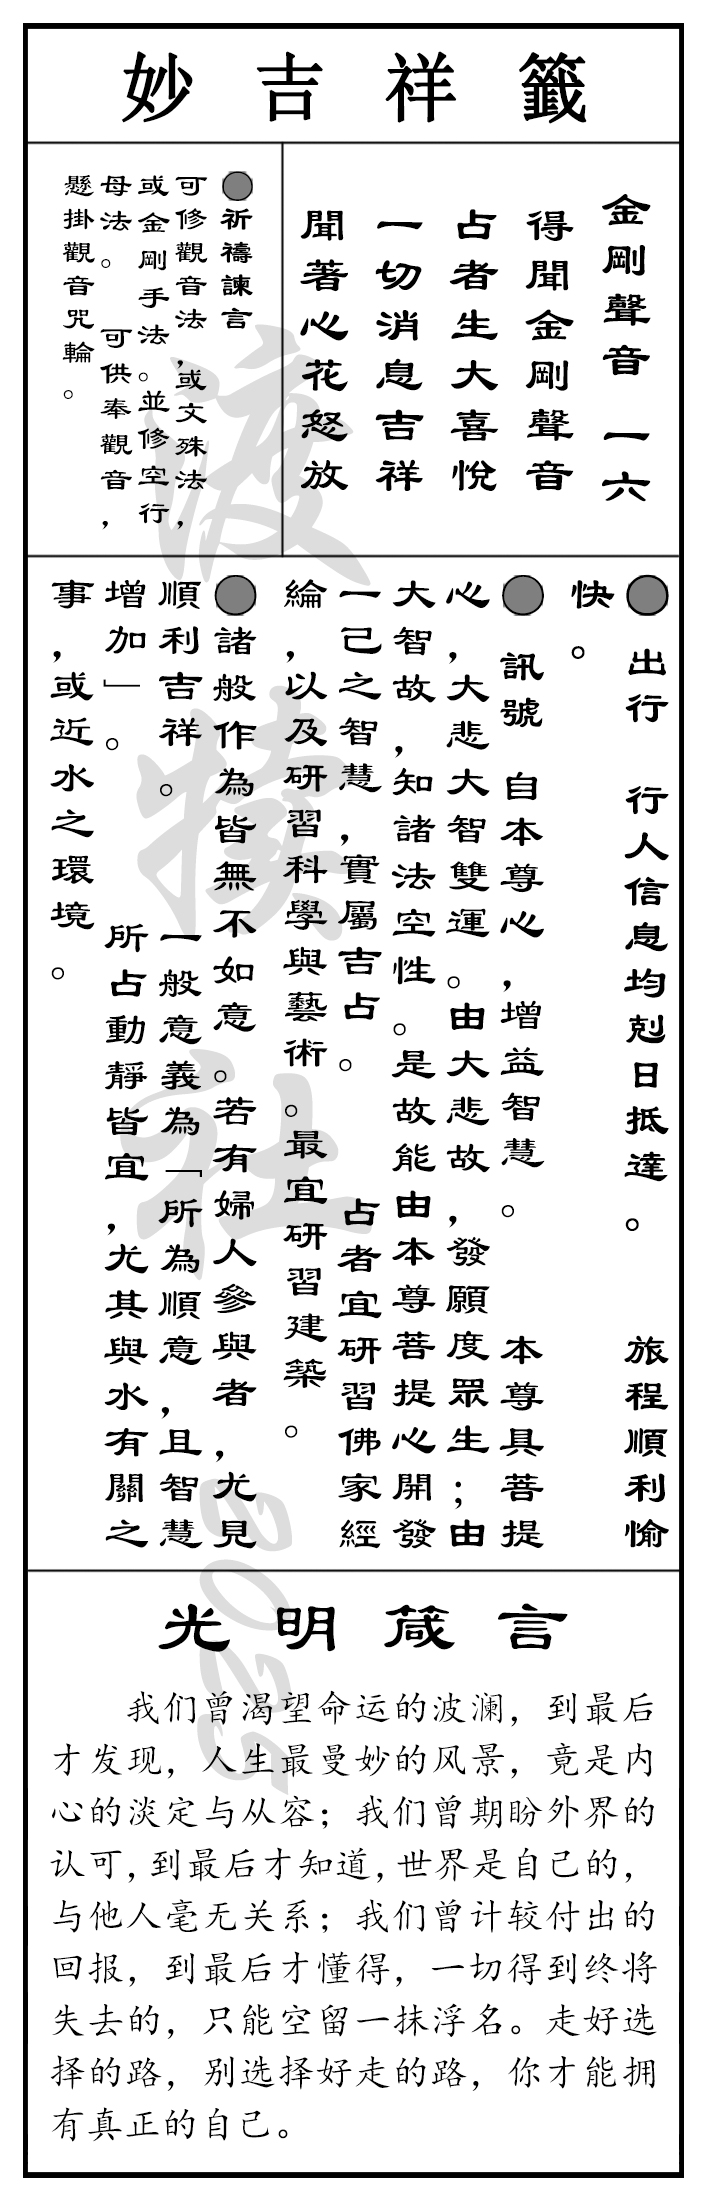 妙吉祥籤
金剛聲音 一六
得聞金剛聲音
占者生大喜悅
一切消息吉祥
聞著心花怒放
●祈禱諫言
可修觀音法,或文殊法,
或金剛手法。並修空行
母法。 可供奉觀音,
懸掛觀音咒輪。
● 出行 行人信息均剋日抵達。 旅程順利愉
快。
● 訊號 自本尊心,增益智慧。 本尊具菩提
心,大悲大智雙運。由大悲故,發願度眾生;由
大智故,知諸法空性。是故能由本尊菩提心開發
一己之智慧,實屬吉占。 占者宜研習佛家經
綸,以及研習科學與藝術。最宜研習建築。
●諸般作為皆無不如意。若有婦人參與者,尤見
順利吉祥。 一般意義為「所為順意,且智慧
增加」。 所占動靜皆宜,尤其與水有關之
事,或近水之環境。
光明箴言
我们曾渴望命运的波澜，到最后
才发现，人生最曼妙的风景，竟是内
心的淡定与从容；我们曾期盼外界的
认可，到最后才知道，世界是自己的，
与他人毫无关系；我们曾计较付出的
回报，到最后才懂得，一切得到终将
失去的，只能空留一抹浮名。走好选
择的路，别选择好走的路，你才能拥
有真正的自己。
渡犊社 2025